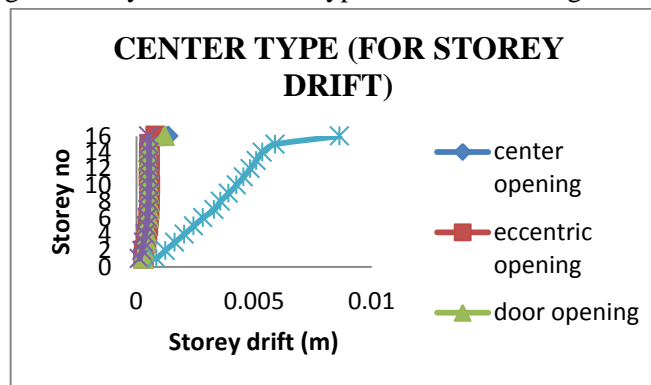 CENTER TYPE (FOR STOREY
DRIFT)
Storey no
16
14
12
10
8
6
4
2
0
0
0.005
0.01
Storey drift (m)
center
opening
eccentric
opening
door opening